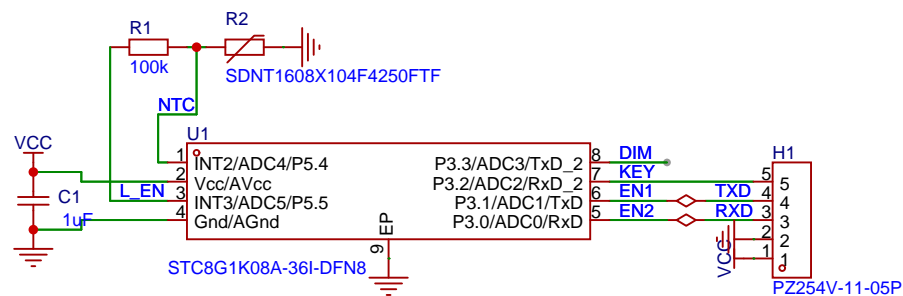 R1
R2
100k
SDNT1608X104F4250FTF
NTC
VCC
C1
1uF
L_EN
U1
1 INT2/ADC4/P5.4
2 Vcc/AVcc
3 INT3/ADC5/P5.5
4 Gnd/AGnd
P3.3/ADC3/TxD_2 8 DIM
P3.2/ADC2/RxD_2 7 KEY
P3.1/ADC1/TxD 6 EN1 TXD
P3.0/ADC0/RxD 5 EN2 RXD
9 EP
STC8G1K08A-36I-DFN8
H1
5 5
4 4
3 3
2 2
1 1
VCC
PZ254V-11-05P